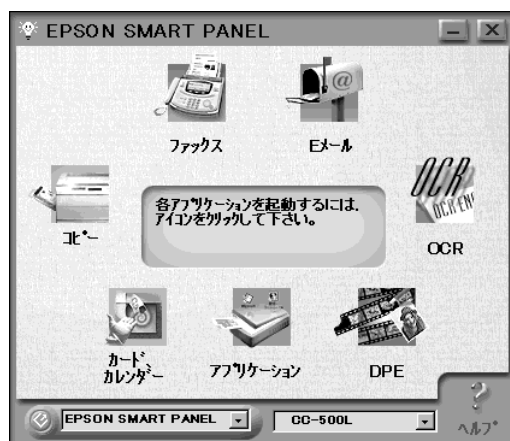 EPSON SMART PANEL
ファックス
Eメール
コピー
各アプリケーションを起動するには、
アイコンをクリックして下さい。
OCR
カード
カレンダー
アプリケーション
DPE
EPSON SMART PANEL
CC-500L
ヘルプ